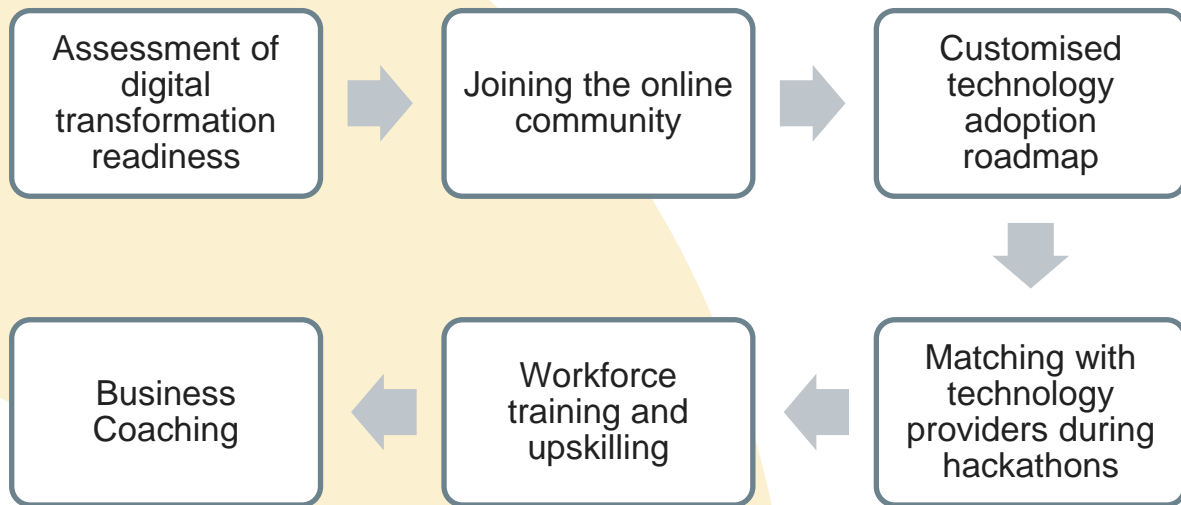 Assessment of
digital
transformation
readiness
Joining the online
community
Customised
technology
adoption
roadmap
Matching with
technology
providers during
hackathons
Workforce
training and
upskilling
Business
Coaching